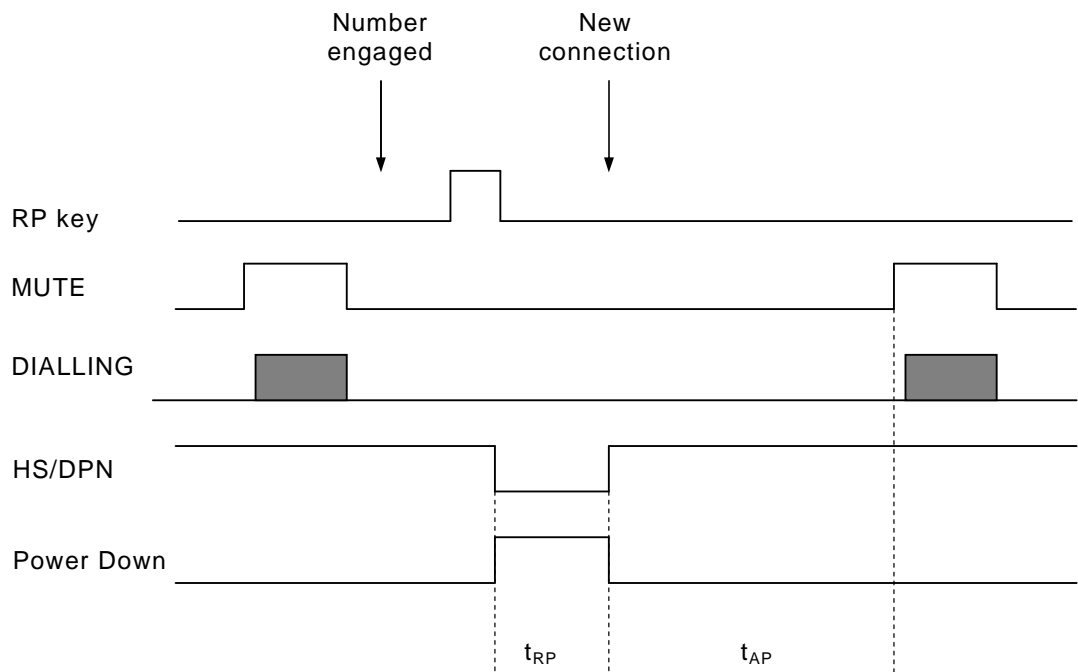 Number
engaged
New
connection
RP key
MUTE
DIALLING
HS/DPN
Power Down
tRP
tAP